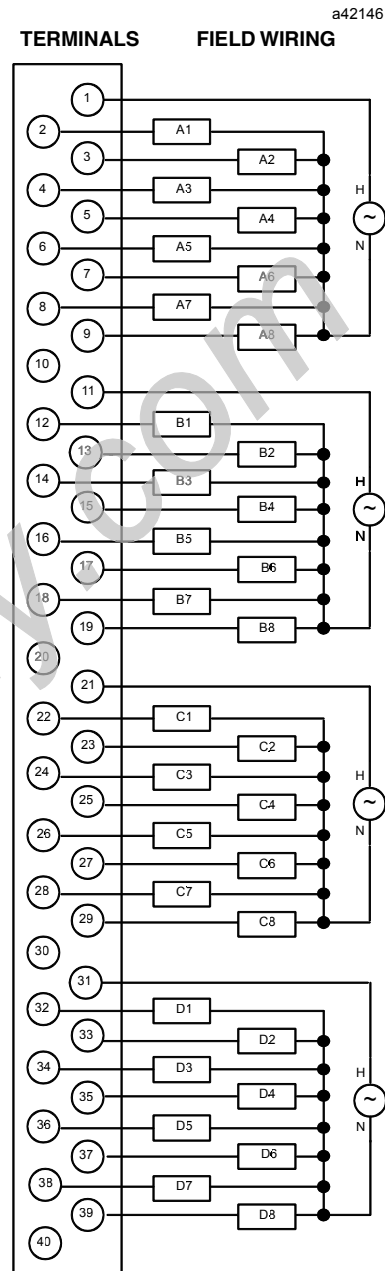 a42146
TERMINALS FIELD WIRING
1
2 A1
3 A2
4 A3 H
5 A4 ~
6 A5 N
7 A6
8 A7
9 A8
10
11
12 B1
13 B2
14 B3 H
15 B4 ~
16 B5 N
17 B6
18 B7
19 B8
20
21
22 C1
23 C2
24 C3 H
25 C4 ~
26 C5 N
27 C6
28 C7
29 C8
30
31
32 D1
33 D2
34 D3 H
35 D4 ~
36 D5 N
37 D6
38 D7
39 D8
40
y.com